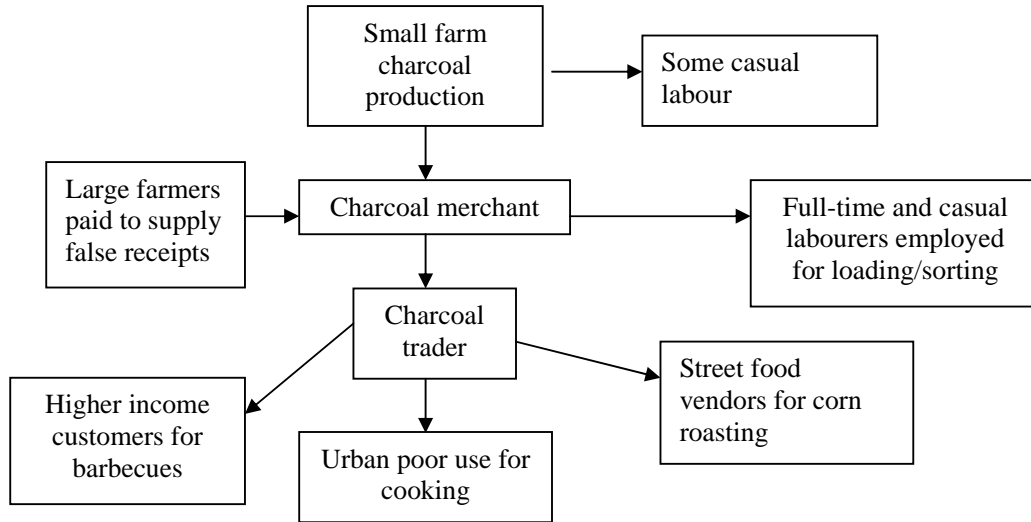 Small farm
charcoal
production
Some casual
labour
Large farmers
paid to supply
false receipts
Charcoal merchant
Full-time and casual
labourers employed
for loading/sorting
Charcoal
trader
Higher income
customers for
barbecues
Urban poor use for
cooking
Street food
vendors for corn
roasting